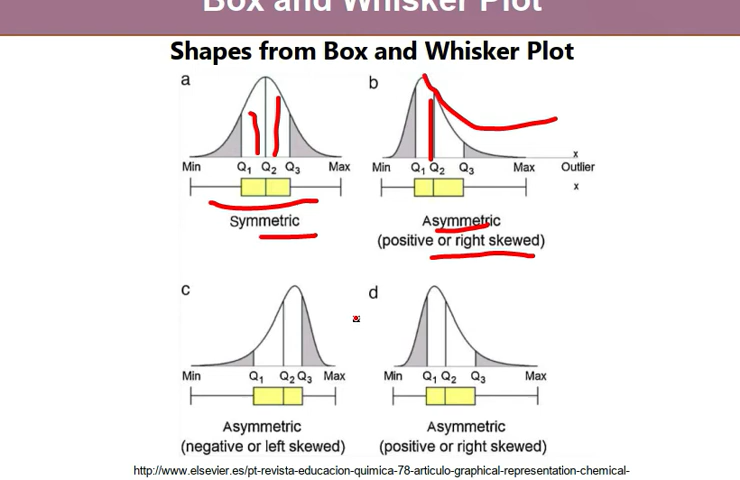 Box and Whisker Plot
Shapes from Box and Whisker Plot
a
b
x
Min Q1 Q2 Q3 Max
Min Q1 Q2 Q3 Max Outlier
x
Symmetric
Asymmetric
(positive or right skewed)
c
d
Min Q1 Q2 Q3 Max
Min Q1 Q2 Q3 Max
Asymmetric
(negative or left skewed)
Asymmetric
(positive or right skewed)
http://www.elsevier.es/pt-revista-educacion-quimica-78-articulo-graphical-representation-chemical-